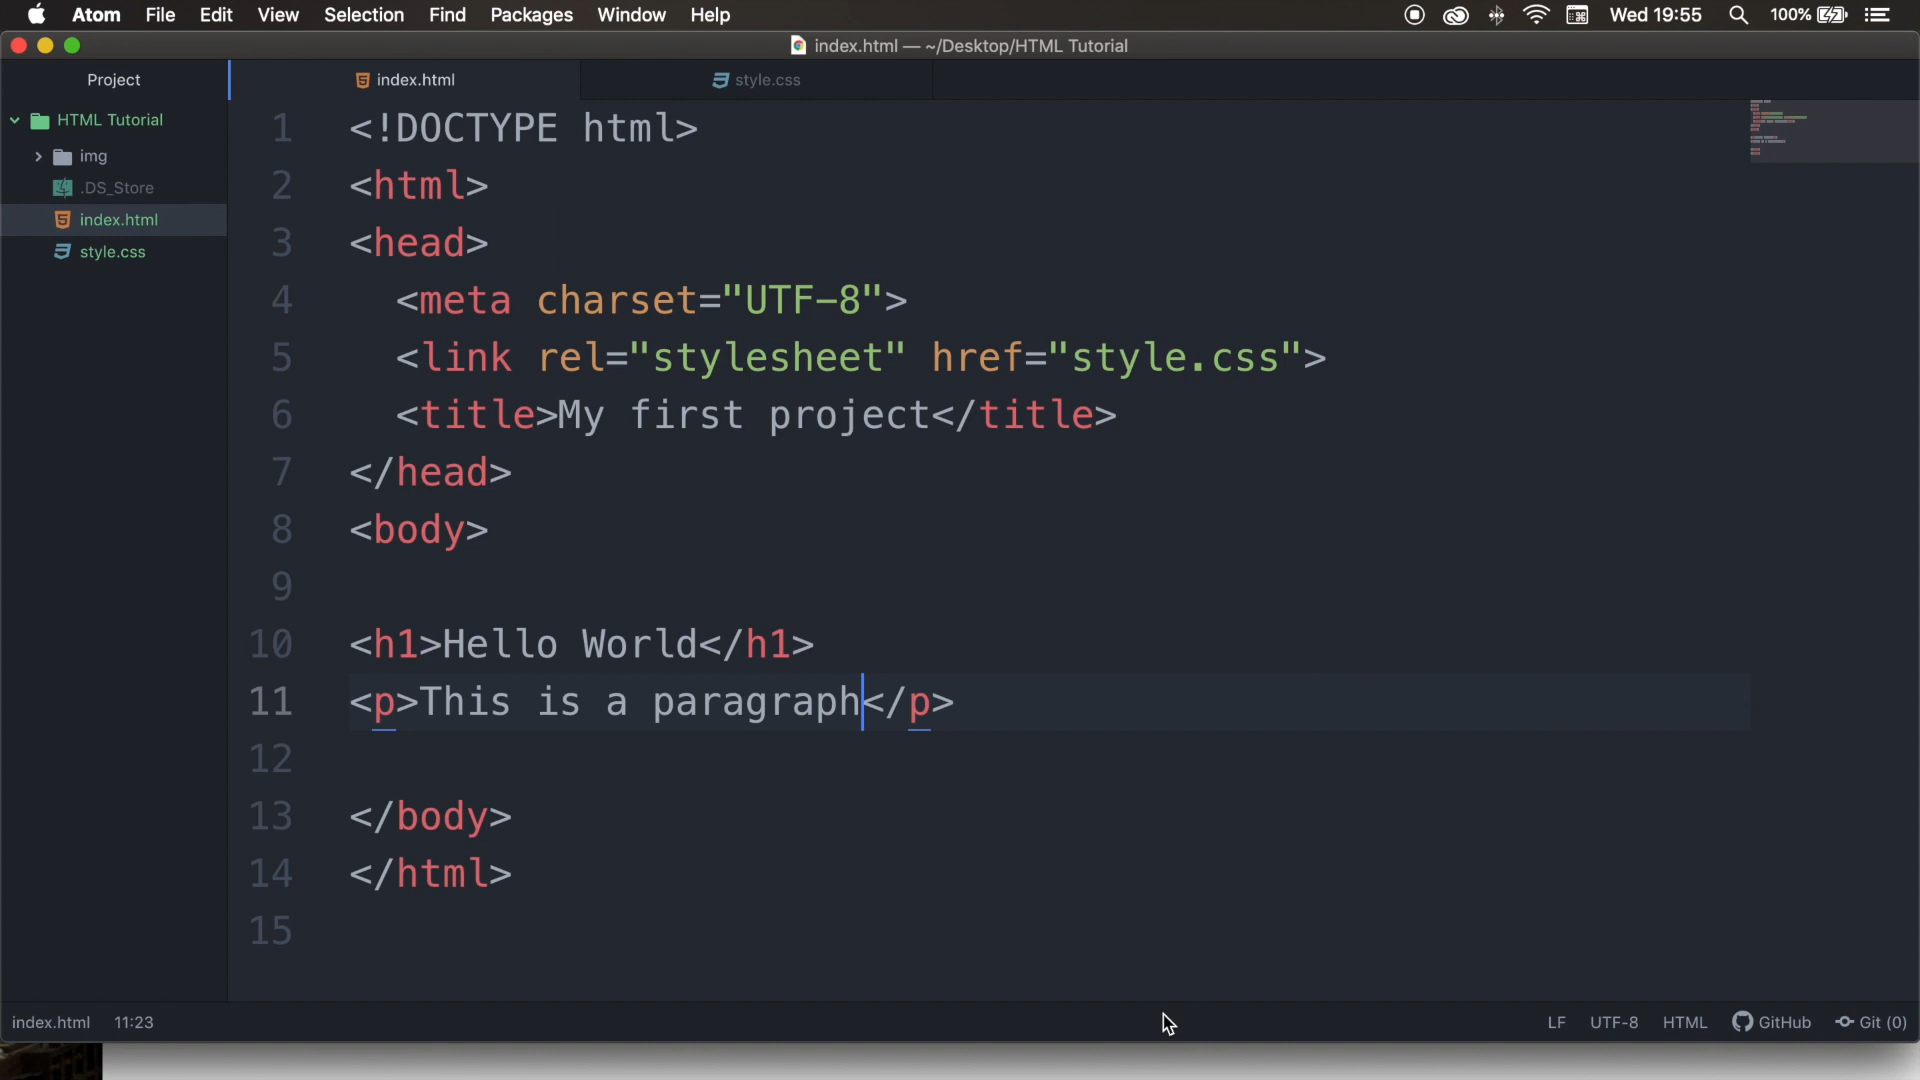 Atom File Edit View Selection Find Packages Window Help Wed 19:55 100%
index.html — ~/Desktop/HTML Tutorial
Project index.html style.css
HTML Tutorial
img
.DS_Store
index.html
style.css
1 <!DOCTYPE html>
2 <html>
3 <head>
4 <meta charset="UTF-8">
5 <link rel="stylesheet" href="style.css">
6 <title>My first project</title>
7 </head>
8 <body>
9
10 <h1>Hello World</h1>
11 <p>This is a paragraph</p>
12
13 </body>
14 </html>
15
index.html 11:23 LF UTF-8 HTML GitHub Git (0)